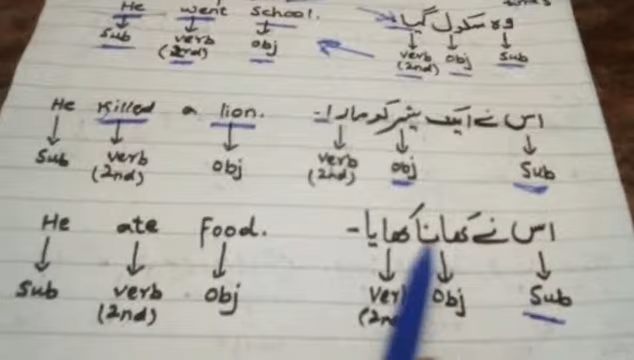 He went School. وہ سکول گیا
Sub verb obj verb obj Sub
(2nd) (2nd)
He killed a lion. اس نے ایک شیر کو مارا۔
Sub verb obj verb obj Sub
(2nd) (2nd)
He ate Food. اس نے کھانا کھایا۔
Sub verb obj verb obj Sub
(2nd)